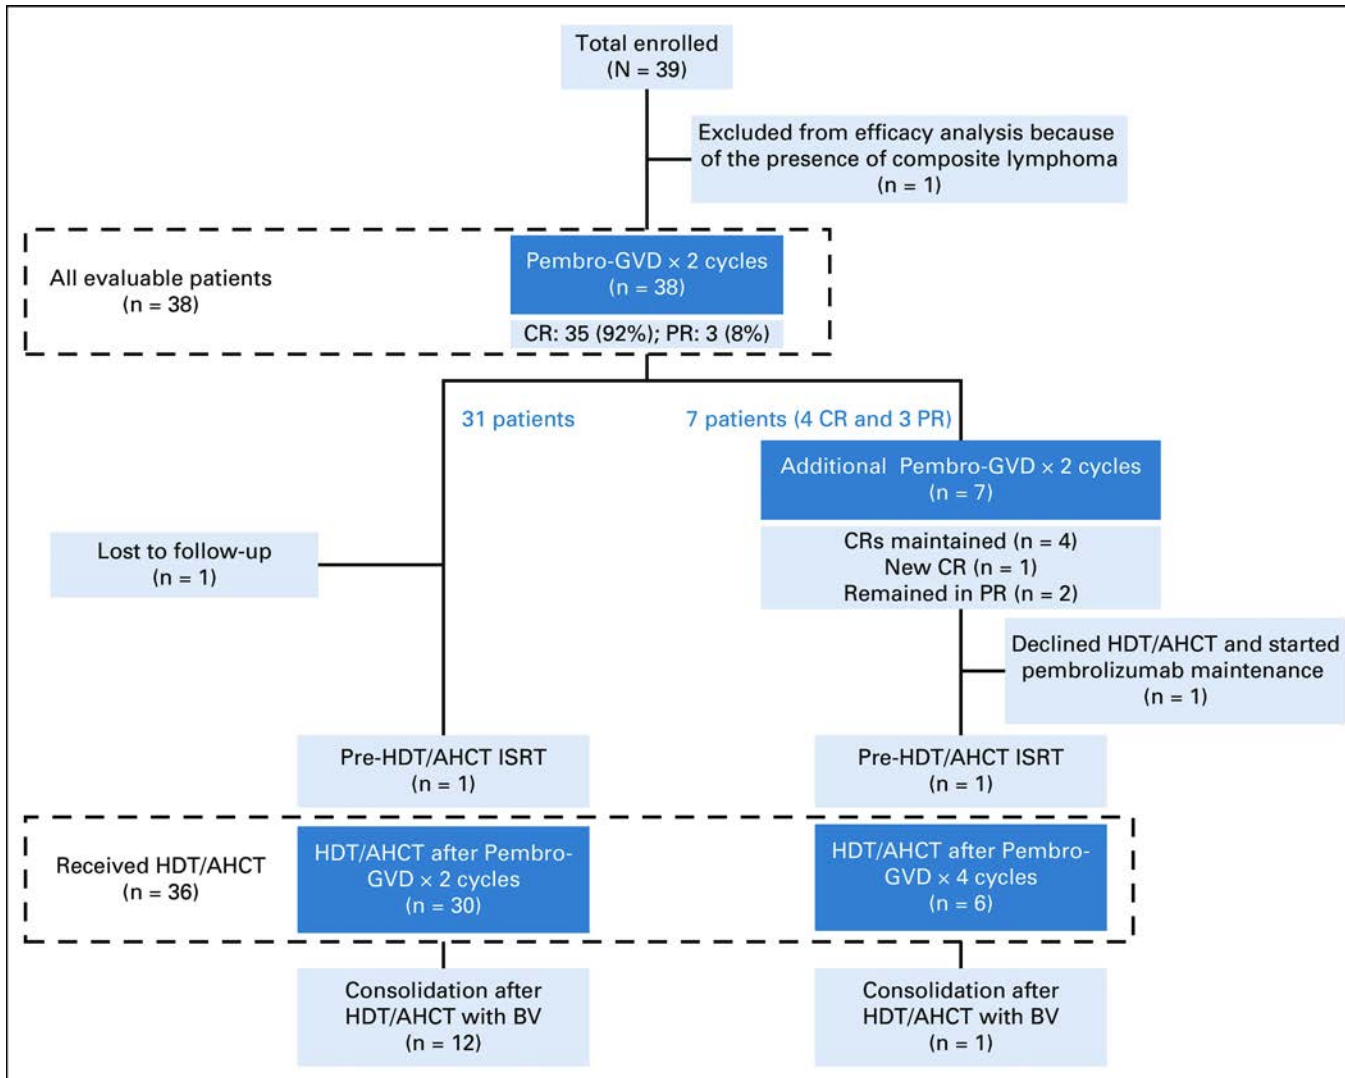 Total enrolled
(N = 39)
Excluded from efficacy analysis because
of the presence of composite lymphoma
(n = 1)
All evaluable patients
(n = 38)
Pembro-GVD × 2 cycles
(n = 38)
CR: 35 (92%); PR: 3 (8%)
31 patients
7 patients (4 CR and 3 PR)
Additional Pembro-GVD × 2 cycles
(n = 7)
Lost to follow-up
(n = 1)
CRs maintained (n = 4)
New CR (n = 1)
Remained in PR (n = 2)
Declined HDT/AHCT and started
pembrolizumab maintenance
(n = 1)
Pre-HDT/AHCT ISRT
(n = 1)
Pre-HDT/AHCT ISRT
(n = 1)
Received HDT/AHCT
(n = 36)
HDT/AHCT after Pembro-
GVD × 2 cycles
(n = 30)
HDT/AHCT after Pembro-
GVD × 4 cycles
(n = 6)
Consolidation after
HDT/AHCT with BV
(n = 12)
Consolidation after
HDT/AHCT with BV
(n = 1)